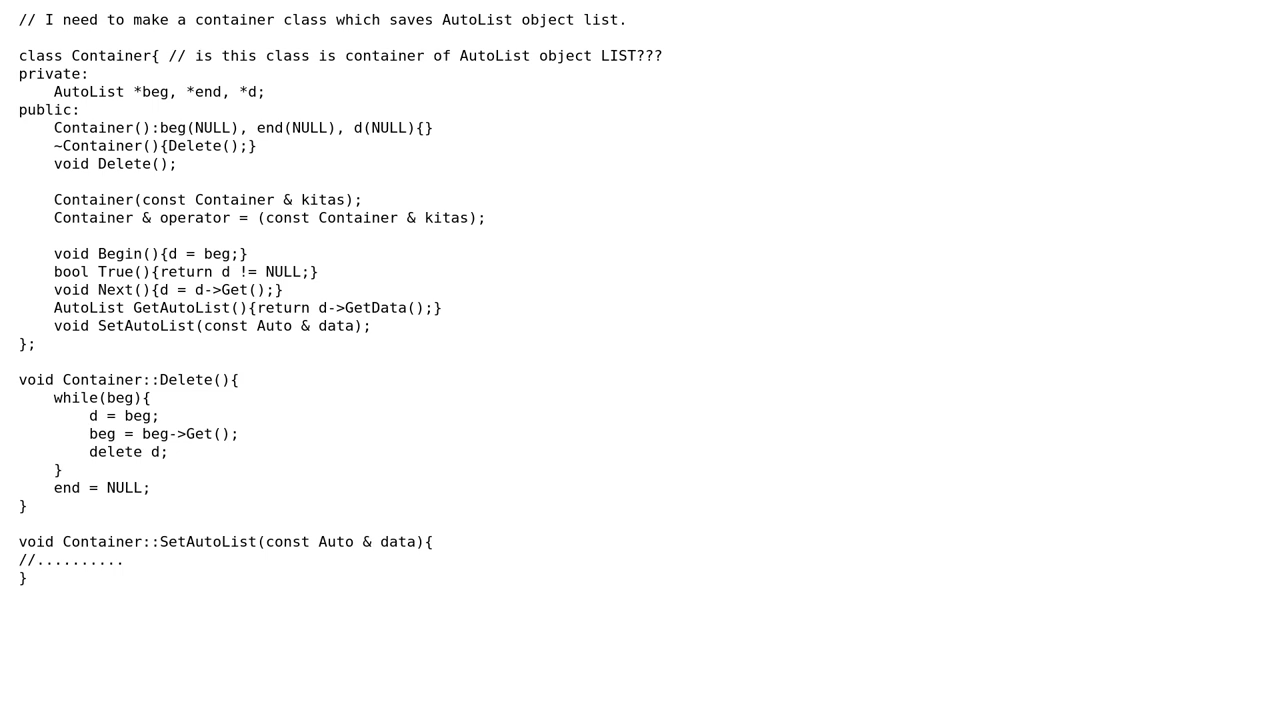 // I need to make a container class which saves AutoList object list.

class Container{ // is this class is container of AutoList object LIST???
private:
    AutoList *beg, *end, *d;
public:
    Container():beg(NULL), end(NULL), d(NULL){}
    ~Container(){Delete();}
    void Delete();

    Container(const Container & kitas);
    Container & operator = (const Container & kitas);

    void Begin(){d = beg;}
    bool True(){return d != NULL;}
    void Next(){d = d->Get();}
    AutoList GetAutoList(){return d->GetData();}
    void SetAutoList(const Auto & data);
};

void Container::Delete(){
    while(beg){
        d = beg;
        beg = beg->Get();
        delete d;
    }
    end = NULL;
}

void Container::SetAutoList(const Auto & data){
//..........
}